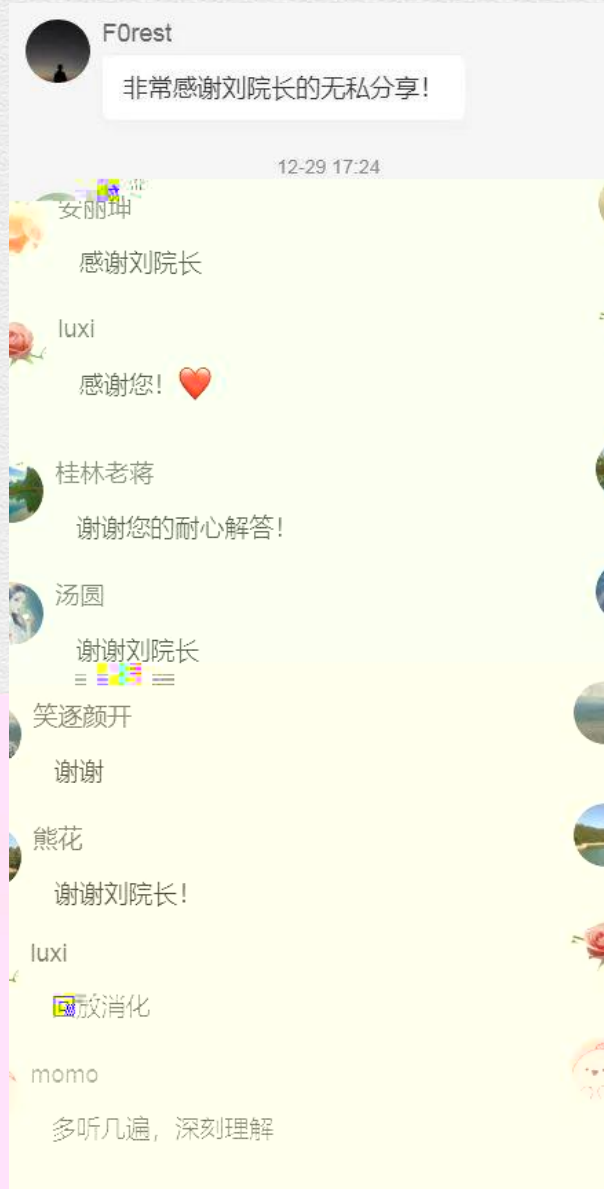 F0rest
非常感谢刘院长的无私分享！
12-29 17:24
安丽坤
感谢刘院长
luxi
感谢您！❤️
桂林老蒋
谢谢您的耐心解答！
汤圆
谢谢刘院长
笑逐颜开
谢谢
熊花
谢谢刘院长！
luxi
放消化
momo
多听几遍，深刻理解